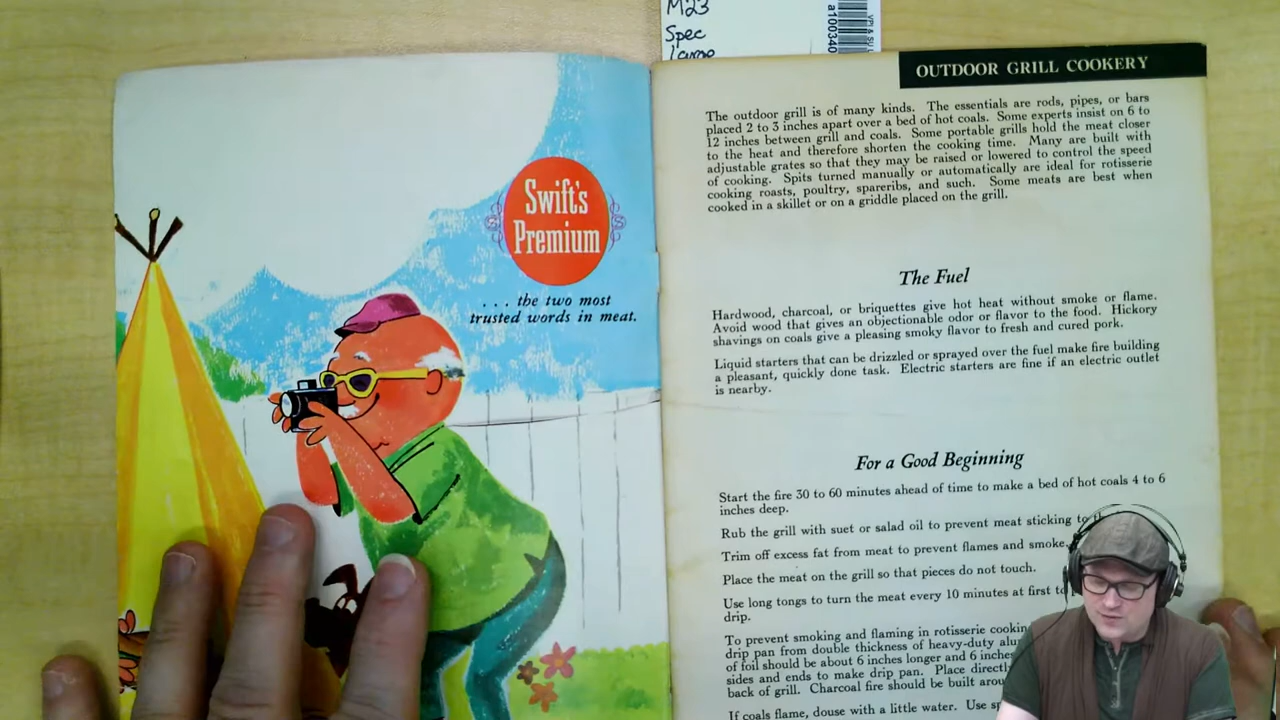 M23
Spec
large
a100340
VPI & SU L
Swift's
Premium
. . . the two most
trusted words in meat.
OUTDOOR GRILL COOKERY
The outdoor grill is of many kinds. The essentials are rods, pipes, or bars
placed 2 to 3 inches apart over a bed of hot coals. Some experts insist on 6 to
12 inches between grill and coals. Some portable grills hold the meat closer
to the heat and therefore shorten the cooking time. Many are built with
adjustable grates so that they may be raised or lowered to control the speed
of cooking. Spits turned manually or automatically are ideal for rotisserie
cooking roasts, poultry, spareribs, and such. Some meats are best when
cooked in a skillet or on a griddle placed on the grill.
The Fuel
Hardwood, charcoal, or briquettes give hot heat without smoke or flame.
Avoid wood that gives an objectionable odor or flavor to the food. Hickory
shavings on coals give a pleasing smoky flavor to fresh and cured pork.
Liquid starters that can be drizzled or sprayed over the fuel make fire building
a pleasant, quickly done task. Electric starters are fine if an electric outlet
is nearby.
For a Good Beginning
Start the fire 30 to 60 minutes ahead of time to make a bed of hot coals 4 to 6
inches deep.
Rub the grill with suet or salad oil to prevent meat sticking to
Trim off excess fat from meat to prevent flames and smoke.
Place the meat on the grill so that pieces do not touch.
Use long tongs to turn the meat every 10 minutes at first to
drip.
To prevent smoking and flaming in rotisserie
drip pan from double thickness of heavy-duty
of foil should be about 6 inches longer and 6 inches
sides and ends to make drip pan. Place
back of grill. Charcoal fire should be built
If coals flame, douse with a little water. Use